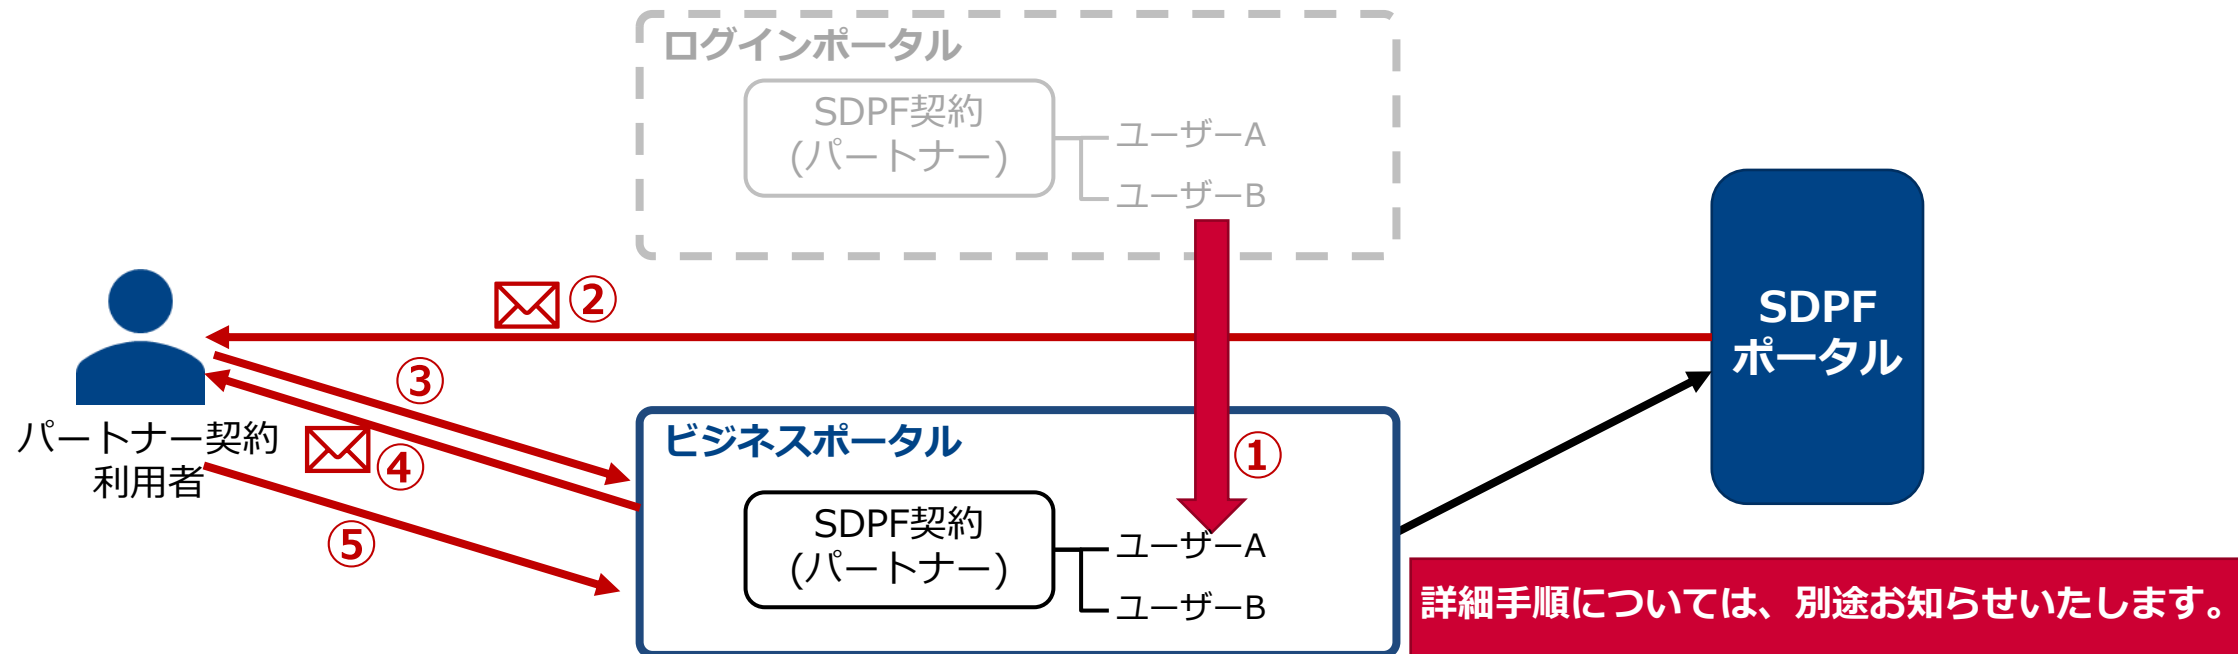 ログインポータル
SDPF契約
(パートナー)
ユーザーA
ユーザーB
SDPF
ポータル
②
③
パートナー契約
利用者
④
⑤
ビジネスポータル
①
SDPF契約
(パートナー)
ユーザーA
ユーザーB
詳細手順については、別途お知らせいたします。